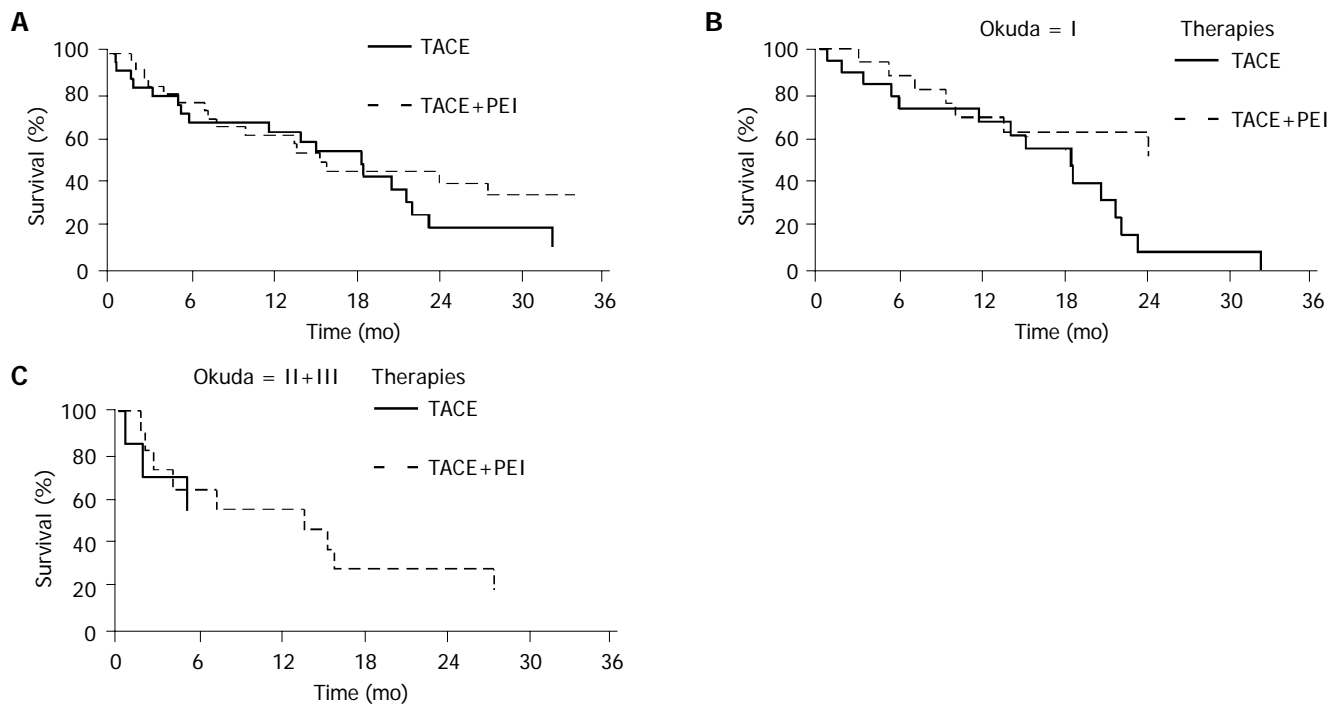 A
100
80
60
40
20
0
Survival (%)
0 6 12 18 24 30 36
Time (mo)
TACE
TACE+PEI
B
Okuda = I Therapies
100
80
60
40
20
0
Survival (%)
0 6 12 18 24 30 36
Time (mo)
TACE
TACE+PEI
C
Okuda = II+III Therapies
100
80
60
40
20
0
Survival (%)
0 6 12 18 24 30 36
Time (mo)
TACE
TACE+PEI